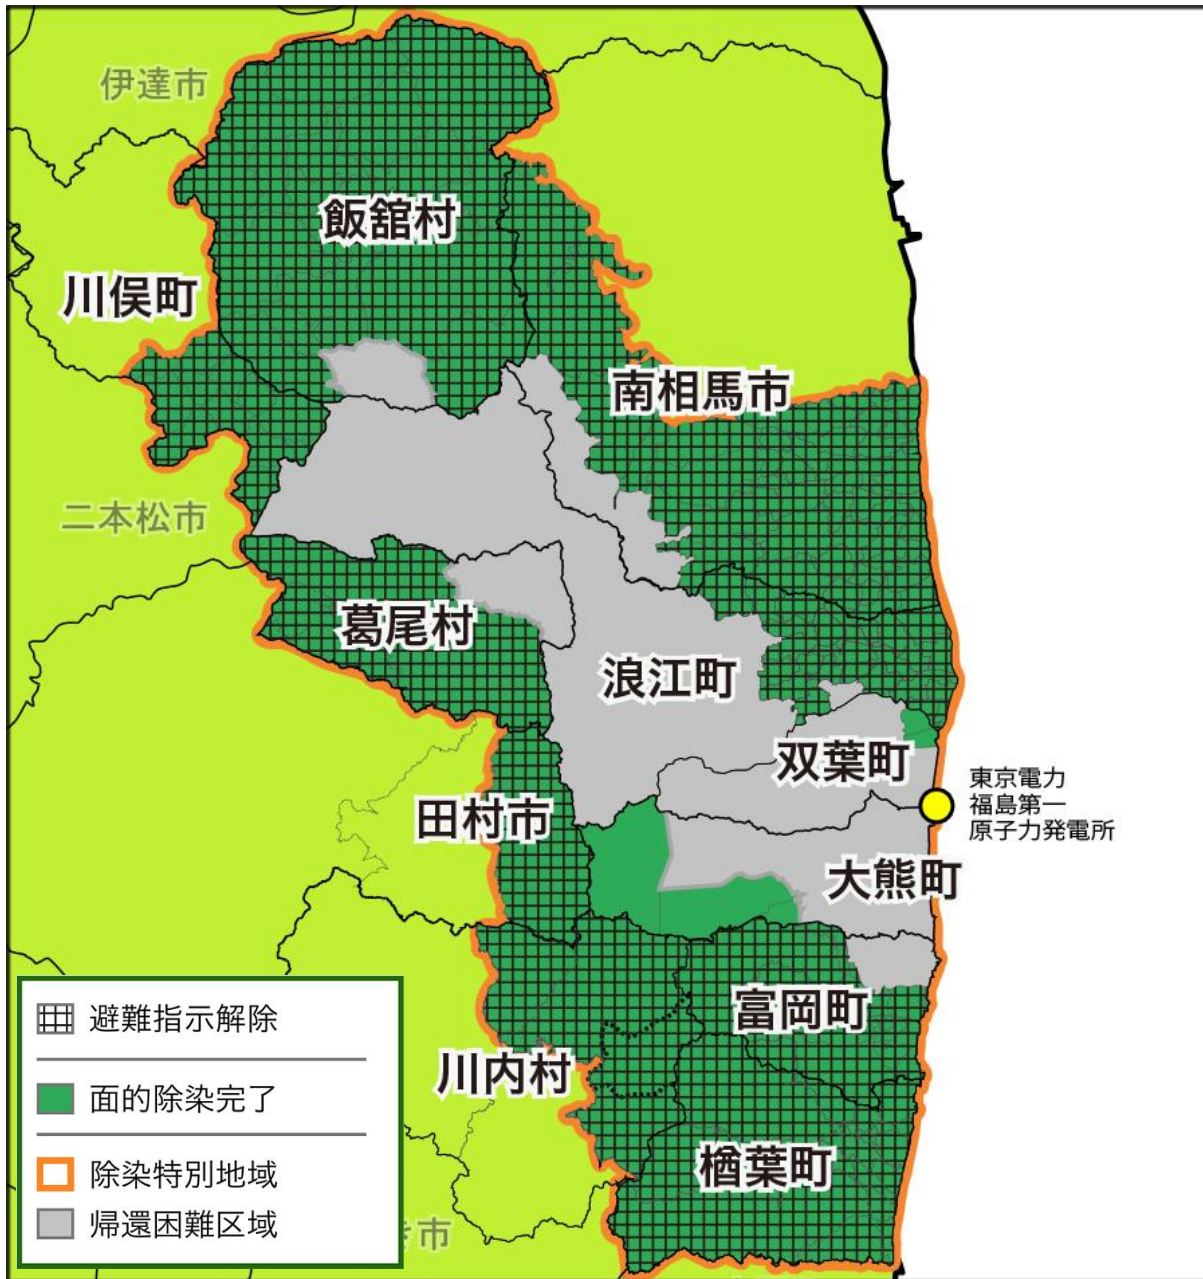 伊達市
飯舘村
川俣町
南相馬市
二本松市
葛尾村
浪江町
双葉町
東京電力
福島第一
原子力発電所
田村市
大熊町
富岡町
川内村
楢葉町
避難指示解除
面的除染完了
除染特別地域
帰還困難区域
市